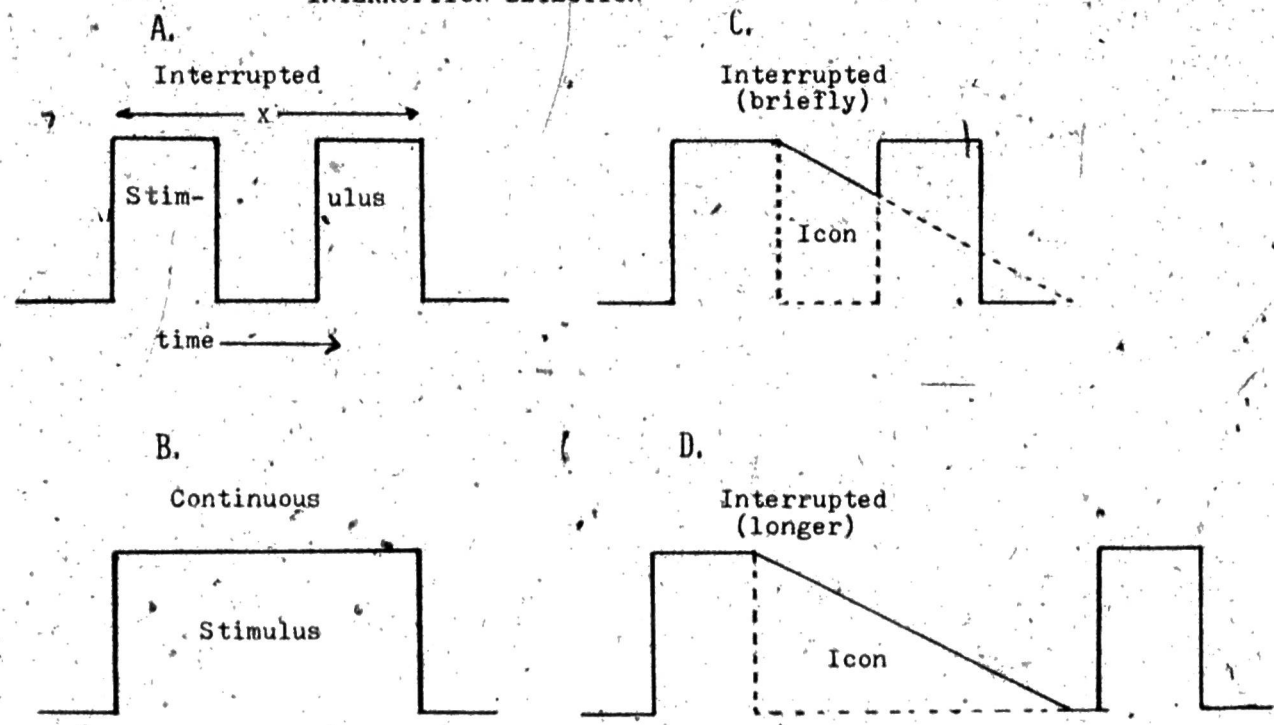 A.
Interrupted
x
Stim- ulus
time
B.
Continuous
Stimulus
C.
Interrupted
(briefly)
Icon
D.
Interrupted
(longer)
Icon